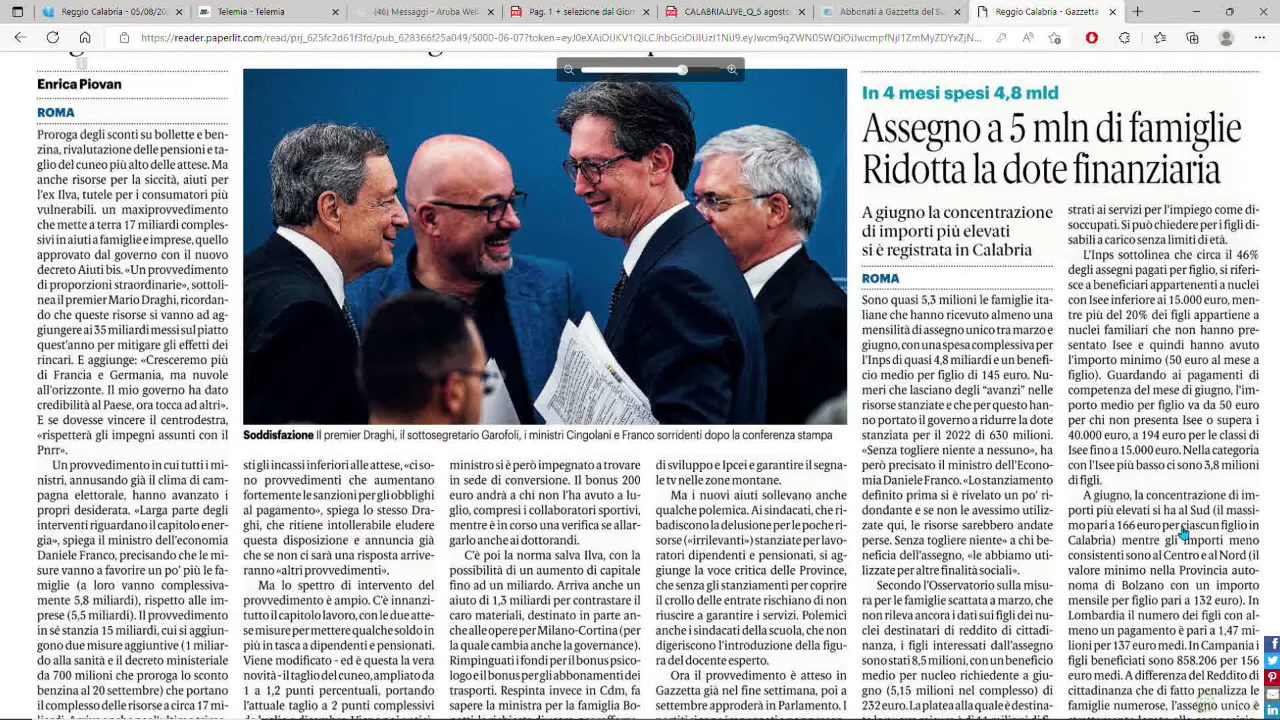 Reggio Calabria - 05/08/202
Telemia - Telemia
(46) Messaggi - Aruba Web
Pag. 1 + selezione dal Giorn
CALABRIA.LIVE_Q_5 agosto
Abbonati a Gazzetta del Su
Reggio Calabria - Gazzetta
Enrica Piovan
ROMA
Proroga degli sconti su bollette e ben-
zina, rivalutazione delle pensioni e ta-
glio del cuneo più alto delle attese. Ma
anche risorse per la siccità, aiuti per
l'ex Ilva, tutele per i consumatori più
vulnerabili. un maxiprovvedimento
che mette a terra 17 miliardi comples-
sivi in aiuti a famiglie e imprese, quello
approvato dal governo con il nuovo
decreto Aiuti bis. «Un provvedimento
di proporzioni straordinarie», sottoli-
nea il premier Mario Draghi, ricordan-
do che queste risorse si vanno ad ag-
giungere ai 35 miliardi messi sul piatto
quest'anno per mitigare gli effetti dei
rincari. E aggiunge: «Cresceremo più
di Francia e Germania, ma nuvole
all'orizzonte. Il mio governo ha dato
credibilità al Paese, ora tocca ad altri».
E se dovesse vincere il centrodestra,
«rispetterà gli impegni assunti con il
Pnrr».
Un provvedimento in cui tutti i mi-
nistri, annusando già il clima di cam-
pagna elettorale, hanno avanzato i
propri desiderata. «Larga parte degli
interventi riguardano il capitolo ener-
gia», spiega il ministro dell'economia
Daniele Franco, precisando che le mi-
sure vanno a favorire un po' più le fa-
miglie (a loro vanno complessiva-
mente 5,8 miliardi), rispetto alle im-
prese (5,5 miliardi). Il provvedimento
in sé stanzia 15 miliardi, cui si aggiun-
gono due misure aggiuntive (1 miliar-
do alla sanità e il decreto ministeriale
da 700 milioni che proroga lo sconto
benzina al 20 settembre) che portano
il complesso delle risorse a circa 17 mi-
Soddisfazione Il premier Draghi, il sottosegretario Garofoli, i ministri Cingolani e Franco sorridenti dopo la conferenza stampa
sti gli incassi inferiori alle attese, «ci so-
no provvedimenti che aumentano
fortemente le sanzioni per gli obblighi
al pagamento», spiega lo stesso Dra-
ghi, che ritiene intollerabile eludere
questa disposizione e annuncia già
che se non ci sarà una risposta arrive-
ranno «altri provvedimenti».
Ma lo spettro di intervento del
provvedimento è ampio. C'è innanzi-
tutto il capitolo lavoro, con le due atte-
se misure per mettere qualche soldo in
più in tasca a dipendenti e pensionati.
Viene modificato - ed è questa la vera
novità - il taglio del cuneo, ampliato da
1 a 1,2 punti percentuali, portando
l'attuale taglio a 2 punti complessivi
ministro si è però impegnato a trovare
in sede di conversione. Il bonus 200
euro andrà a chi non l'ha avuto a lu-
glio, compresi i collaboratori sportivi,
mentre è in corso una verifica se allar-
garlo anche ai dottorandi.
C'è poi la norma salva Ilva, con la
possibilità di un aumento di capitale
fino ad un miliardo. Arriva anche un
aiuto di 1,3 miliardi per contrastare il
caro materiali, destinato in parte an-
che alle opere per Milano-Cortina (per
la quale cambia anche la governance).
Rimpinguati i fondi per il bonus psico-
logo e il bonus per gli abbonamenti dei
trasporti. Respinta invece in Cdm, fa
di sviluppo e Ipcei e garantire il segna-
le tv nelle zone montane.
Ma i nuovi aiuti sollevano anche
qualche polemica. Ai sindacati, che ri-
badiscono la delusione per le poche ri-
sorse («irrilevanti») stanziate per lavo-
ratori dipendenti e pensionati, si ag-
giunge la voce critica delle Province,
che senza gli stanziamenti per coprire
il crollo delle entrate rischiano di non
riuscire a garantire i servizi. Polemici
anche i sindacati della scuola, che non
digeriscono l'introduzione della figu-
ra del docente esperto.
Ora il provvedimento è atteso in
Gazzetta già nel fine settimana, poi a
settembre approderà in Parlamento. I
In 4 mesi spesi 4,8 mld
Assegno a 5 mln di famiglie
Ridotta la dote finanziaria
A giugno la concentrazione
di importi più elevati
si è registrata in Calabria
ROMA
Sono quasi 5,3 milioni le famiglie ita-
liane che hanno ricevuto almeno una
mensilità di assegno unico tra marzo e
giugno, con una spesa complessiva per
l'Inps di quasi 4,8 miliardi e un benefi-
cio medio per figlio di 145 euro. Nu-
meri che lasciano degli “avanzi” nelle
risorse stanziate e che per questo han-
no portato il governo a ridurre la dote
stanziata per il 2022 di 630 milioni.
«Senza togliere niente a nessuno», ha
però precisato il ministro dell'Econo-
mia Daniele Franco. «Lo stanziamento
definito prima si è rivelato un po' ri-
dondante e se non le avessimo utiliz-
zate qui, le risorse sarebbero andate
perse. Senza togliere niente» a chi be-
neficia dell'assegno, «le abbiamo uti-
lizzate per altre finalità sociali».
Secondo l'Osservatorio sulla misu-
ra per le famiglie scattata a marzo, che
non rileva ancora i dati sui figli dei nu-
clei destinatari di reddito di cittadi-
nanza, i figli interessati dall'assegno
sono stati 8,5 milioni, con un beneficio
medio per nucleo richiedente a giu-
gno (5,15 milioni nel complesso) di
232 euro. La platea alla quale è destina-
strati ai servizi per l'impiego come di-
soccupati. Si può chiedere per i figli di-
sabili a carico senza limiti di età.
L'Inps sottolinea che circa il 46%
degli assegni pagati per figlio, si riferi-
sce a beneficiari appartenenti a nuclei
con Isee inferiore ai 15.000 euro, men-
tre più del 20% dei figli appartiene a
nuclei familiari che non hanno pre-
sentato Isee e quindi hanno avuto
l'importo minimo (50 euro al mese a
figlio). Guardando ai pagamenti di
competenza del mese di giugno, l'im-
porto medio per figlio va da 50 euro
per chi non presenta Isee o supera i
40.000 euro, a 194 euro per le classi di
Isee fino a 15.000 euro. Nella categoria
con l'Isee più basso ci sono 3,8 milioni
di figli.
A giugno, la concentrazione di im-
porti più elevati si ha al Sud (il massi-
mo pari a 166 euro per ciascun figlio in
Calabria) mentre gli importi meno
consistenti sono al Centro e al Nord (il
valore minimo nella Provincia auto-
noma di Bolzano con un importo
mensile per figlio pari a 132 euro). In
Lombardia il numero dei figli con al-
meno un pagamento è pari a 1,47 mi-
lioni per 137 euro medi. In Campania i
figli beneficiati sono 858.206 per 156
euro medi. A differenza del Reddito di
cittadinanza che di fatto penalizza le
famiglie numerose, l'assegno unico è